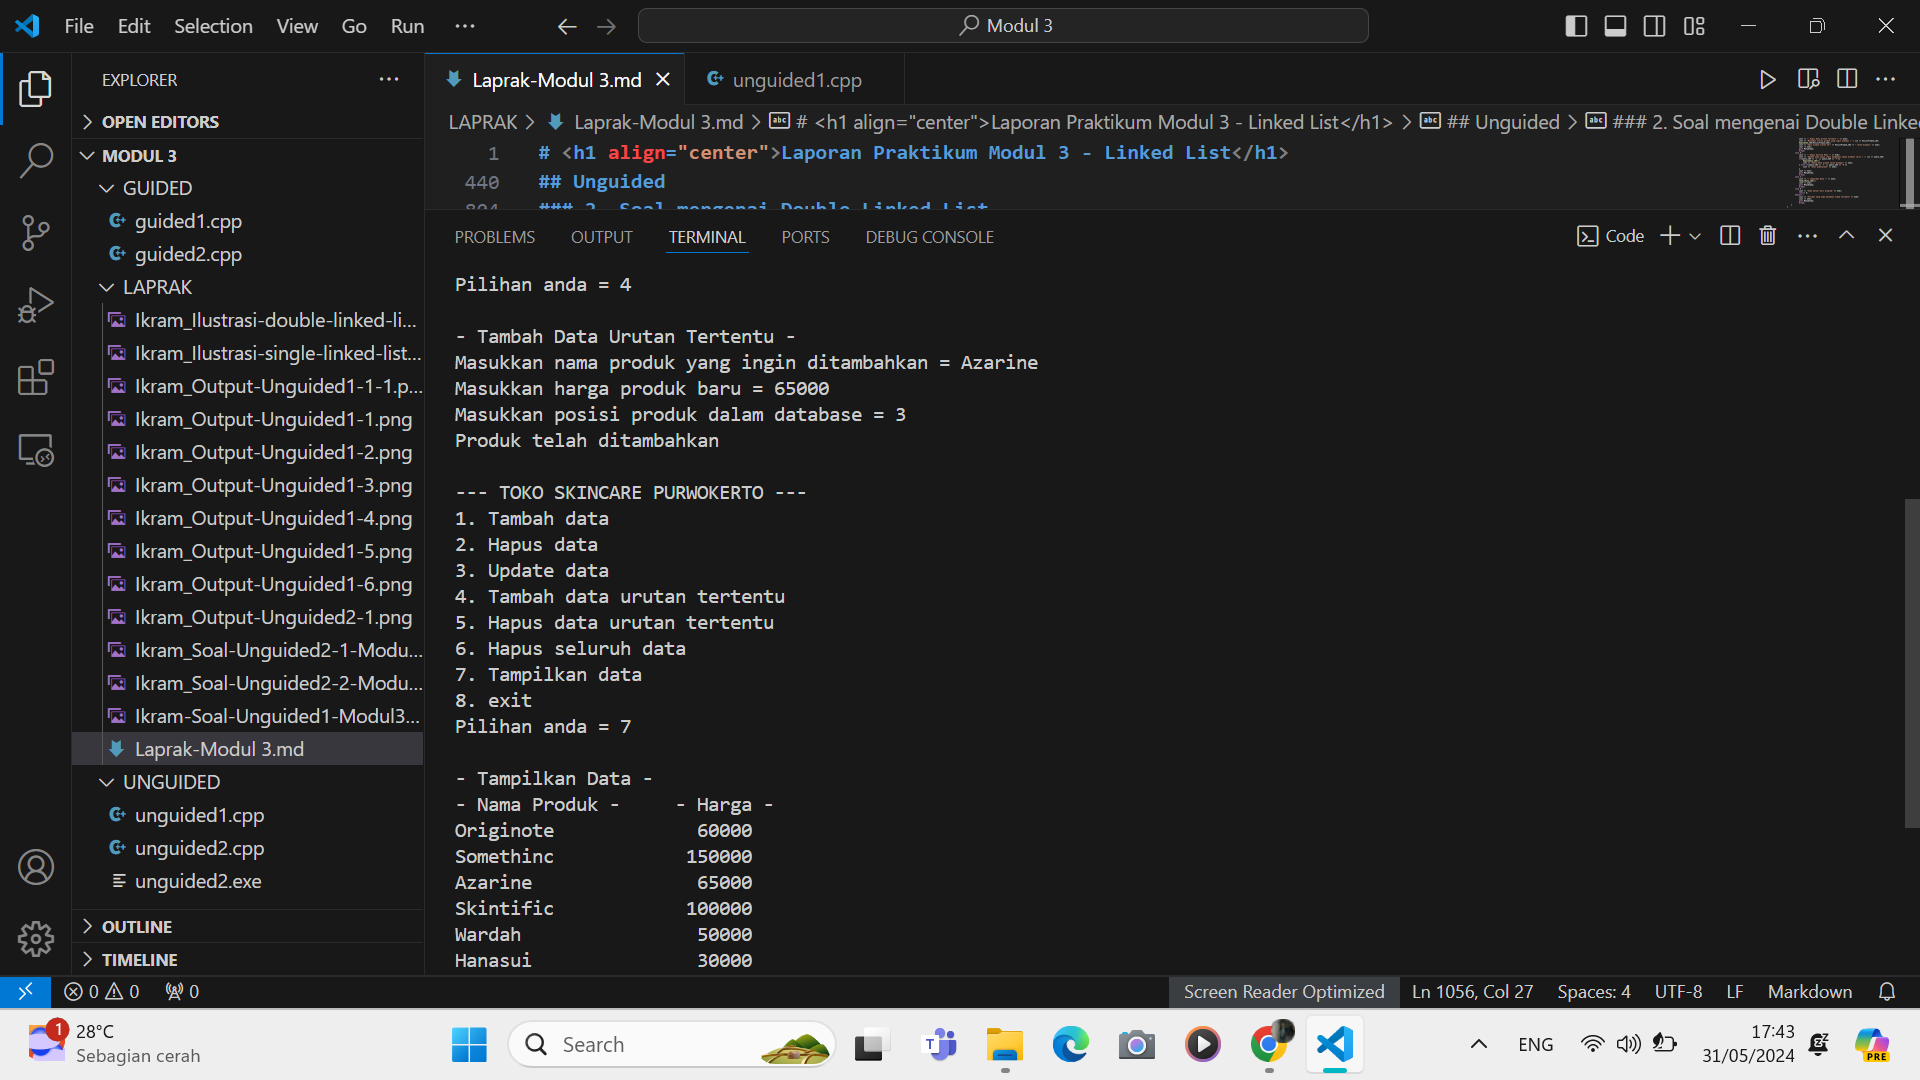 File Edit Selection View Go Run ···
Modul 3
EXPLORER
OPEN EDITORS
MODUL 3
GUIDED
guided1.cpp
guided2.cpp
LAPRAK
Ikram_Ilustrasi-double-linked-li...
Ikram_Ilustrasi-single-linked-list...
Ikram_Output-Unguided1-1-1.p...
Ikram_Output-Unguided1-1.png
Ikram_Output-Unguided1-2.png
Ikram_Output-Unguided1-3.png
Ikram_Output-Unguided1-4.png
Ikram_Output-Unguided1-5.png
Ikram_Output-Unguided1-6.png
Ikram_Output-Unguided2-1.png
Ikram_Soal-Unguided2-1-Modu...
Ikram_Soal-Unguided2-2-Modu...
Ikram-Soal-Unguided1-Modul3...
Laprak-Modul 3.md
UNGUIDED
unguided1.cpp
unguided2.cpp
unguided2.exe
OUTLINE
TIMELINE
Laprak-Modul 3.md
unguided1.cpp
LAPRAK > Laprak-Modul 3.md > # <h1 align="center">Laporan Praktikum Modul 3 - Linked List</h1> > ## Unguided > ### 2. Soal mengenai Double Linke
1 # <h1 align="center">Laporan Praktikum Modul 3 - Linked List</h1>
440 ## Unguided
### 2. Soal mengenai Double Linked List
PROBLEMS OUTPUT TERMINAL PORTS DEBUG CONSOLE
Code
Pilihan anda = 4
- Tambah Data Urutan Tertentu -
Masukkan nama produk yang ingin ditambahkan = Azarine
Masukkan harga produk baru = 65000
Masukkan posisi produk dalam database = 3
Produk telah ditambahkan
--- TOKO SKINCARE PURWOKERTO ---
1. Tambah data
2. Hapus data
3. Update data
4. Tambah data urutan tertentu
5. Hapus data urutan tertentu
6. Hapus seluruh data
7. Tampilkan data
8. exit
Pilihan anda = 7
- Tampilkan Data -
- Nama Produk - - Harga -
Originote 60000
Somethinc 150000
Azarine 65000
Skintific 100000
Wardah 50000
Hanasui 30000
0 0 0
Screen Reader Optimized Ln 1056, Col 27 Spaces: 4 UTF-8 LF Markdown
1
28°C
Sebagian cerah
Search
ENG
17:43
31/05/2024
PRE